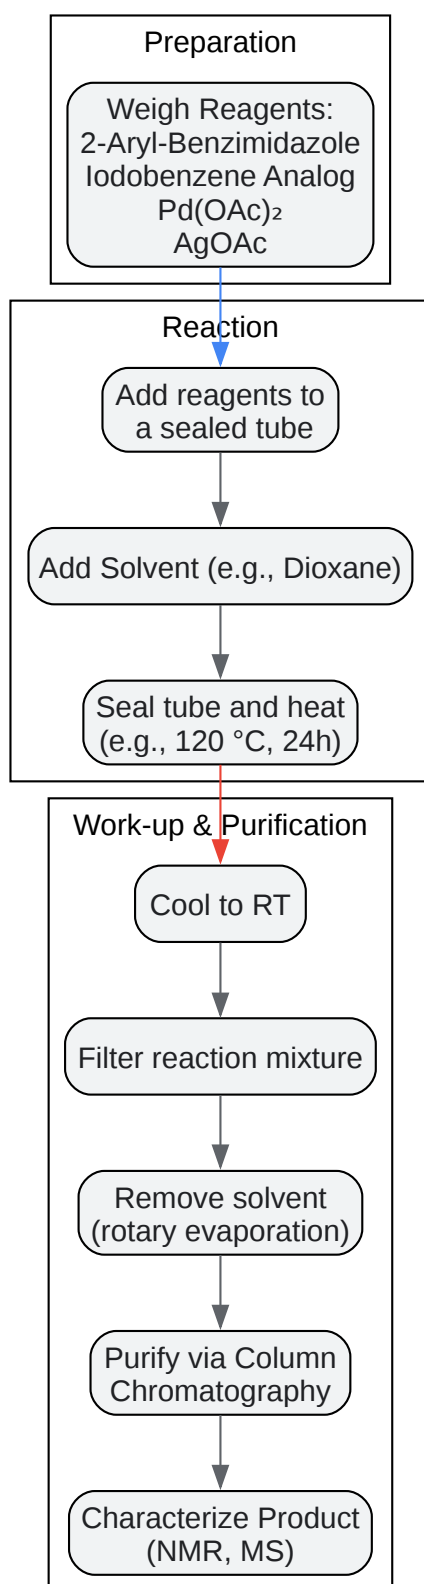 Preparation
Weigh Reagents:
2-Aryl-Benzimidazole
Iodobenzene Analog
Pd(OAc)₂
AgOAc
Reaction
Add reagents to
a sealed tube
Add Solvent (e.g., Dioxane)
Seal tube and heat
(e.g., 120 °C, 24h)
Work-up & Purification
Cool to RT
Filter reaction mixture
Remove solvent
(rotary evaporation)
Purify via Column
Chromatography
Characterize Product
(NMR, MS)